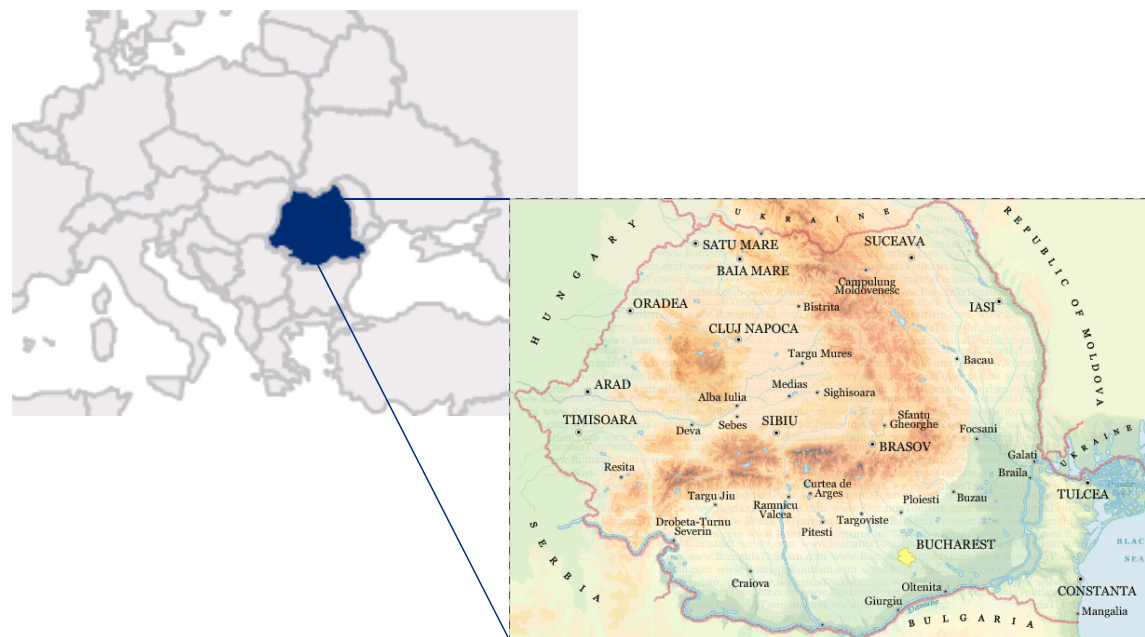 UKRAINE
HUNGARY
REPUBLIC OF MOLDOVA
SATU MARE
SUCEAVA
BAIA MARE
Campulung
Moldovenesc
ORADEA
Bistrita
IASI
CLUJ NAPOCA
Targu Mures
Bacau
ARAD
Medias
Sighisoara
Alba Iulia
TIMISOARA
Deva
Sebes
SIBIU
Sfantu
Gheorghe
Focsani
BRASOV
Galati
UKRAINE
Resita
Braila
Curtea de
Arges
TULCEA
Targu Jiu
Ramnicu
Valcea
Ploiesti
Buzau
Drobeta-Turnu
Severin
Pitesti
Targoviste
SERBIA
BUCHAREST
BLAC
SEA
Craiova
Oltenita
CONSTANTA
Giurgiu
Danube
Mangalia
BULGARIA